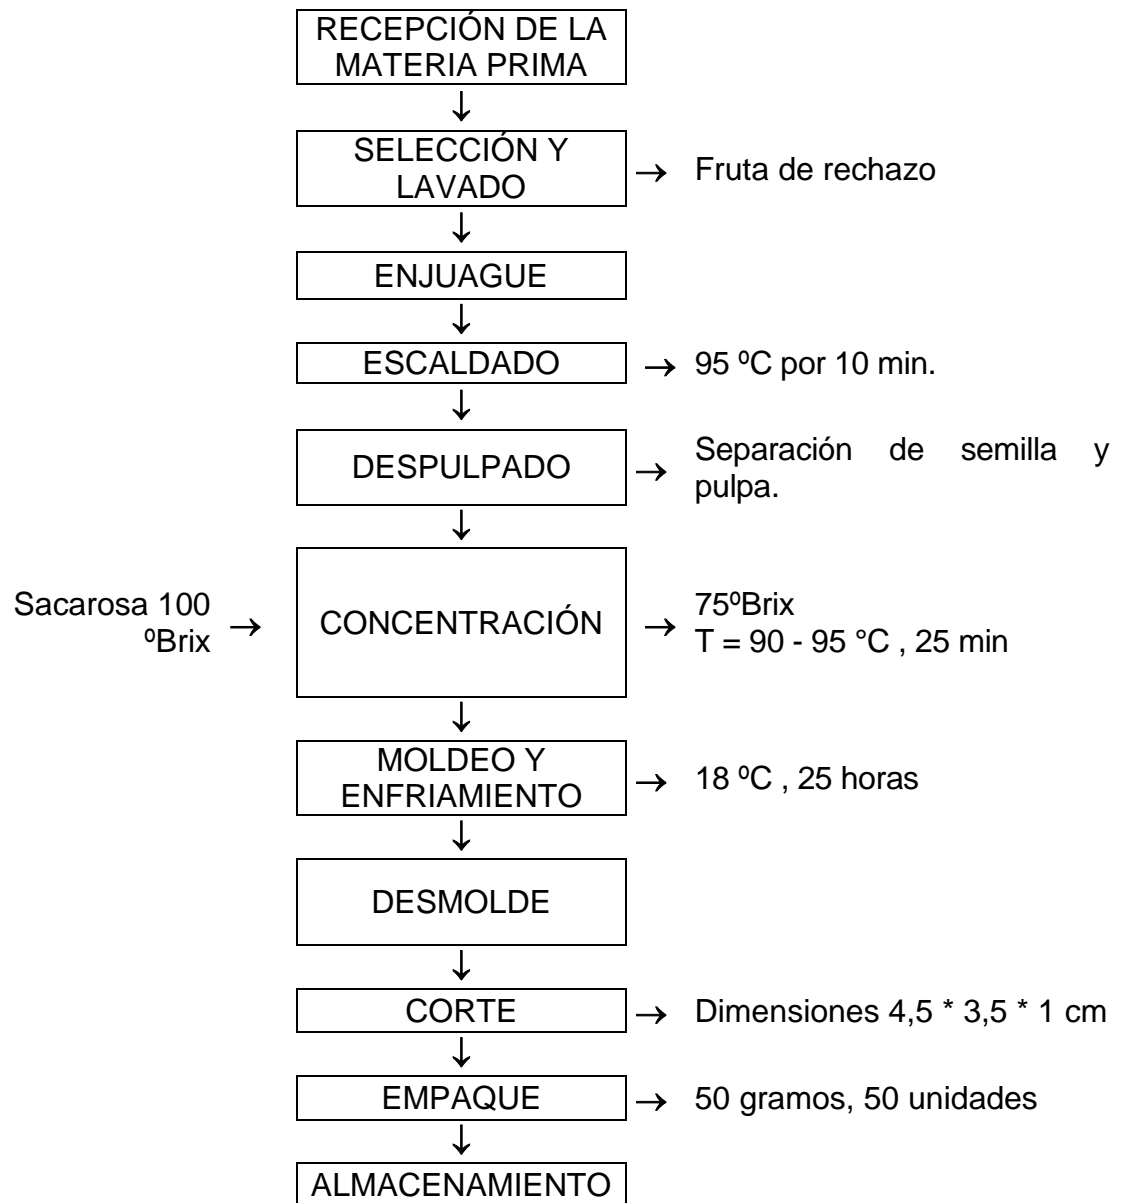 RECEPCIÓN DE LA
MATERIA PRIMA
↓
SELECCIÓN Y
LAVADO
→ Fruta de rechazo
↓
ENJUAGUE
↓
ESCALDADO
→ 95 ºC por 10 min.
↓
DESPULPADO
→ Separación de semilla y
pulpa.
↓
Sacarosa 100
ºBrix →
CONCENTRACIÓN
→ 75ºBrix
T = 90 - 95 °C , 25 min
↓
MOLDEO Y
ENFRIAMIENTO
→ 18 ºC , 25 horas
↓
DESMOLDE
↓
CORTE
→ Dimensiones 4,5 * 3,5 * 1 cm
↓
EMPAQUE
→ 50 gramos, 50 unidades
↓
ALMACENAMIENTO